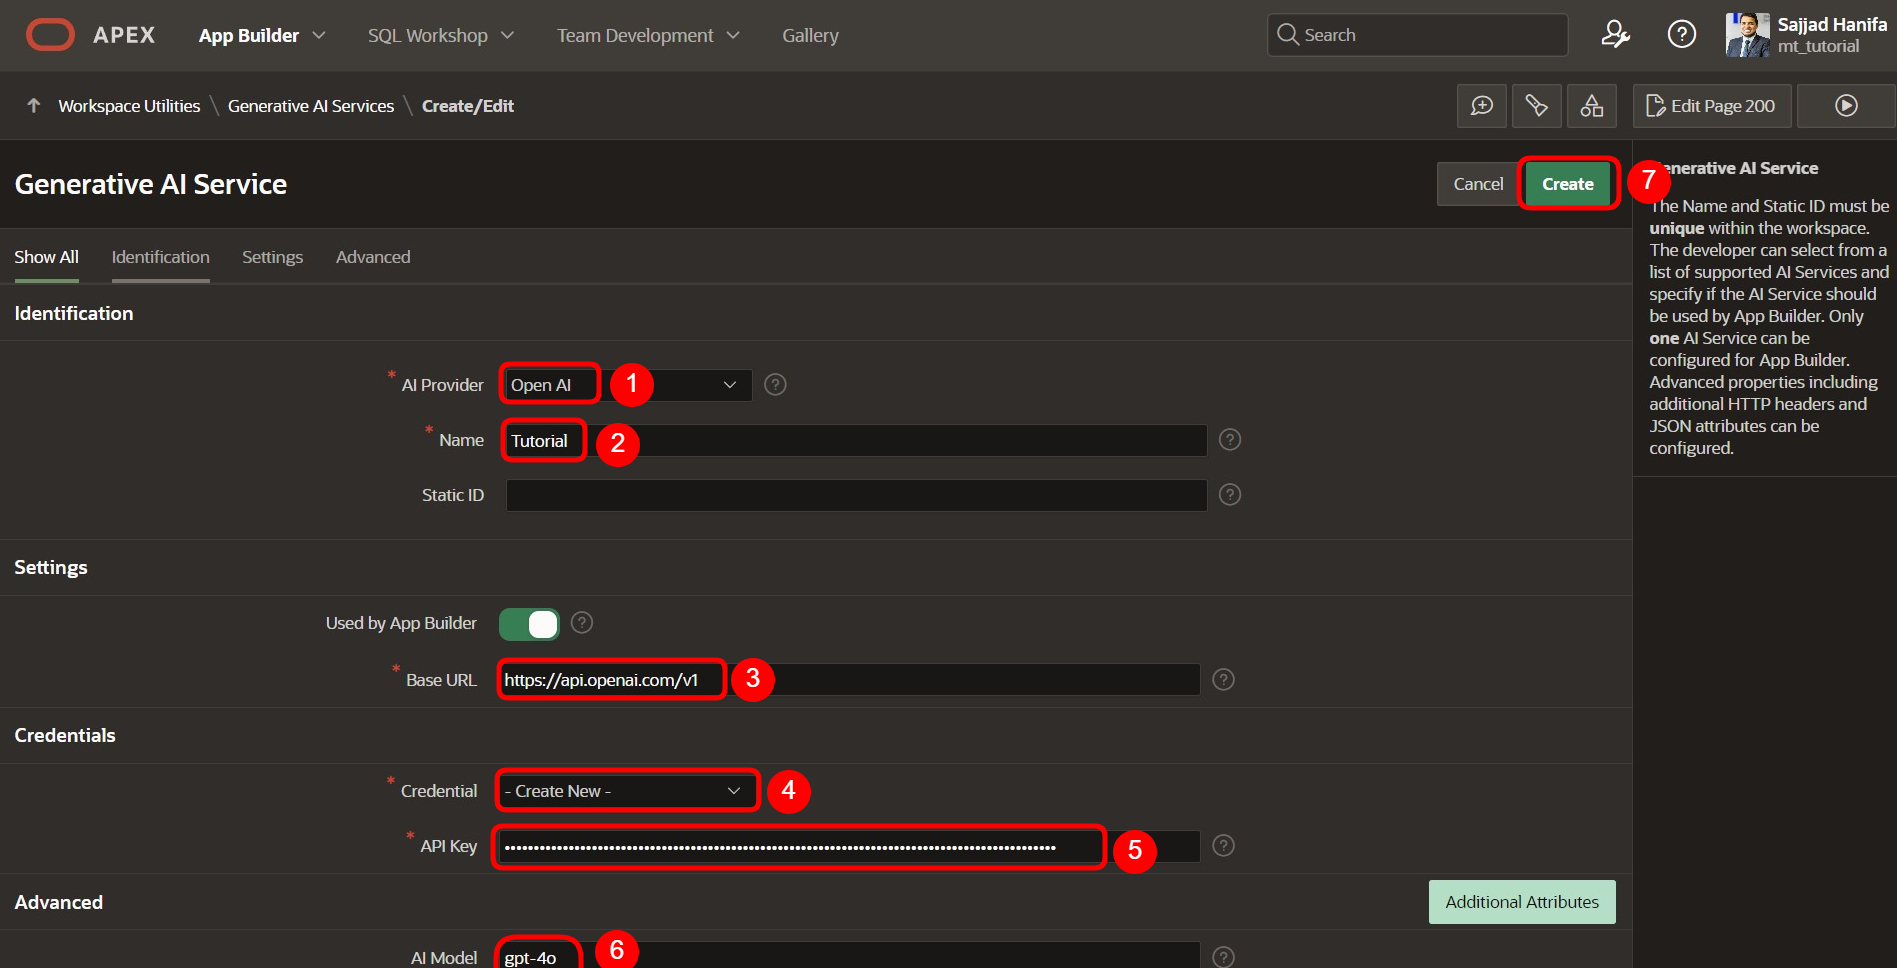 APEX App Builder SQL Workshop Team Development Gallery Search Sajjad Hanifa
mt_tutorial
Workspace Utilities \ Generative AI Services \ Create/Edit Edit Page 200
Generative AI Service Cancel Create 7
Show All Identification Settings Advanced
Identification
* AI Provider Open AI 1 ?
* Name Tutorial 2 ?
Static ID ?
Settings
Used by App Builder ?
* Base URL https://api.openai.com/v1 3 ?
Credentials
* Credential - Create New - 4
* API Key 5 ?
Advanced Additional Attributes
AI Model gpt-4o 6 ?
enerative AI Service
The Name and Static ID must be
unique within the workspace.
The developer can select from a
list of supported AI Services and
specify if the AI Service should
be used by App Builder. Only
one AI Service can be
configured for App Builder.
Advanced properties including
additional HTTP headers and
JSON attributes can be
configured.